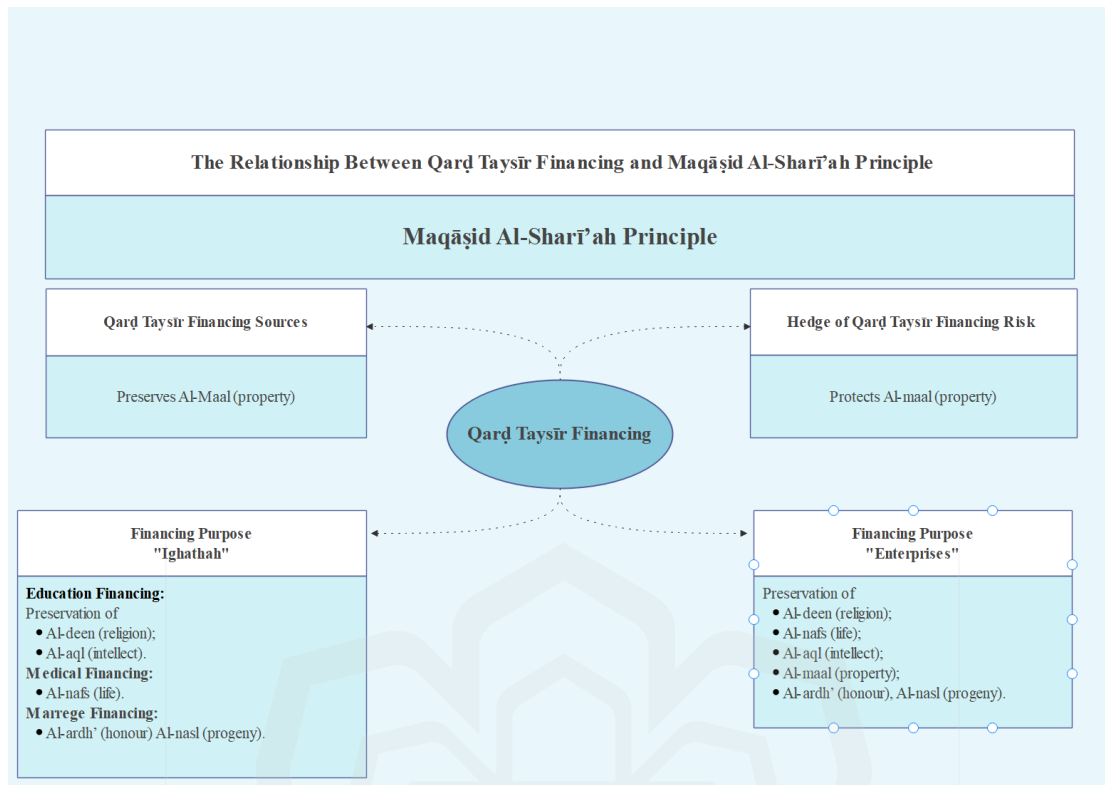 The Relationship Between Qarḍ Taysīr Financing and Maqāṣid Al-Sharī’ah Principle
Maqāṣid Al-Sharī’ah Principle
Qarḍ Taysīr Financing Sources
Preserves Al-Maal (property)
Hedge of Qarḍ Taysīr Financing Risk
Protects Al-maal (property)
Qarḍ Taysīr Financing
Financing Purpose
"Ighathah"
Education Financing:
Preservation of
● Al-deen (religion);
● Al-aql (intellect).
Medical Financing:
● Al-nafs (life).
Marrege Financing:
● Al-ardh’ (honour) Al-nasl (progeny).
Financing Purpose
"Enterprises"
Preservation of
● Al-deen (religion);
● Al-nafs (life);
● Al-aql (intellect);
● Al-maal (property);
● Al-ardh’ (honour), Al-nasl (progeny).